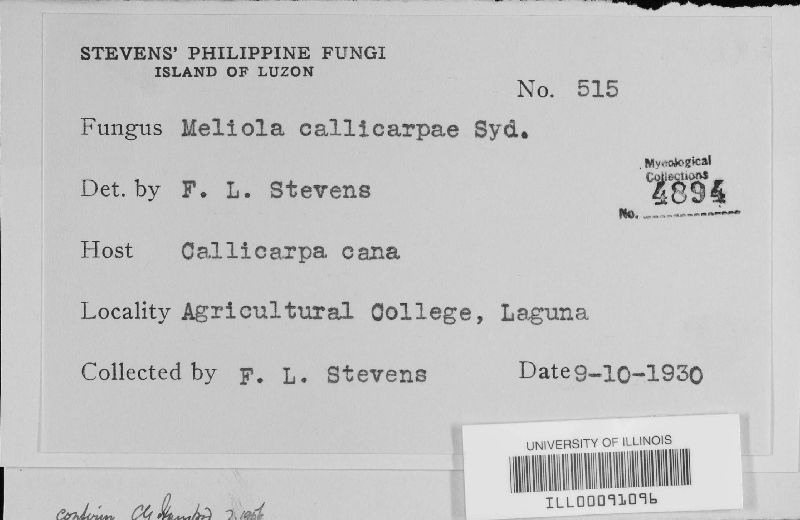 STEVENS' PHILIPPINE FUNGI
ISLAND OF LUZON
No. 515
Fungus Meliola callicarpae Syd.
Mycological
Collections
4894
No.
Det. by F. L. Stevens
Host Callicarpa cana
Locality Agricultural College, Laguna
Collected by F. L. Stevens Date 9-10-1930
UNIVERSITY OF ILLINOIS
ILL00091096
confirm